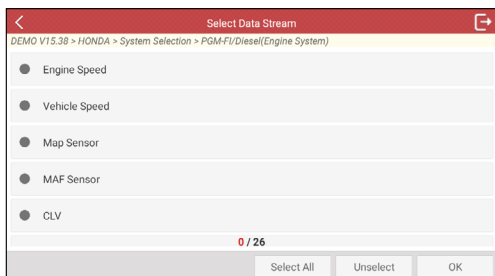 Select Data Stream
DEMO V15.38 > HONDA > System Selection > PGM-FI/Diesel(Engine System)
Engine Speed
Vehicle Speed
Map Sensor
MAF Sensor
CLV
0 / 26
Select All Unselect OK